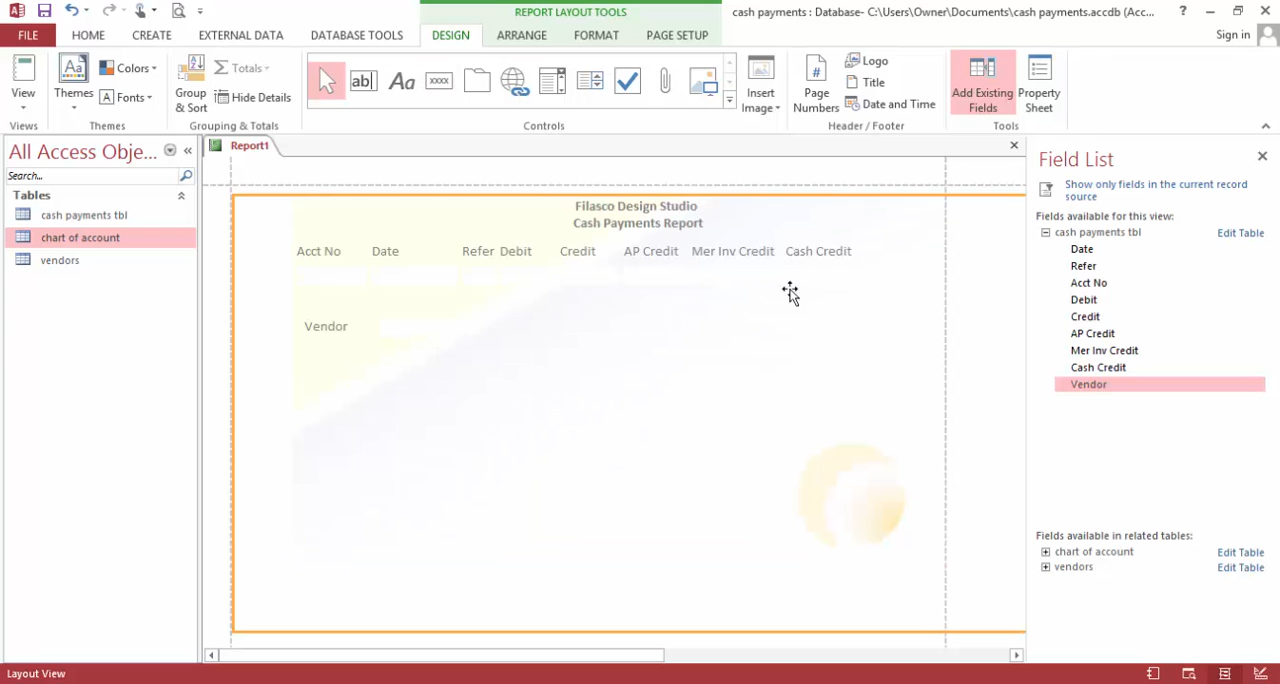 cash payments : Database- C:\Users\Owner\Documents\cash payments.accdb (Acc...
REPORT LAYOUT TOOLS
FILE HOME CREATE EXTERNAL DATA DATABASE TOOLS DESIGN ARRANGE FORMAT PAGE SETUP
Sign in
View
Themes
Colors
Fonts
Group & Sort
Totals
Hide Details
ab|
Aa
xxxx
Insert Image
Page Numbers
Logo
Title
Date and Time
Add Existing Fields
Property Sheet
Views Themes Grouping & Totals Controls Header / Footer Tools
All Access Obje...
Search...
Tables
cash payments tbl
chart of account
vendors
Report1
Filasco Design Studio
Cash Payments Report
Acct No Date Refer Debit Credit AP Credit Mer Inv Credit Cash Credit
Vendor
Field List
Show only fields in the current record
source
Fields available for this view:
cash payments tbl Edit Table
Date
Refer
Acct No
Debit
Credit
AP Credit
Mer Inv Credit
Cash Credit
Vendor
Fields available in related tables:
chart of account Edit Table
vendors Edit Table
Layout View